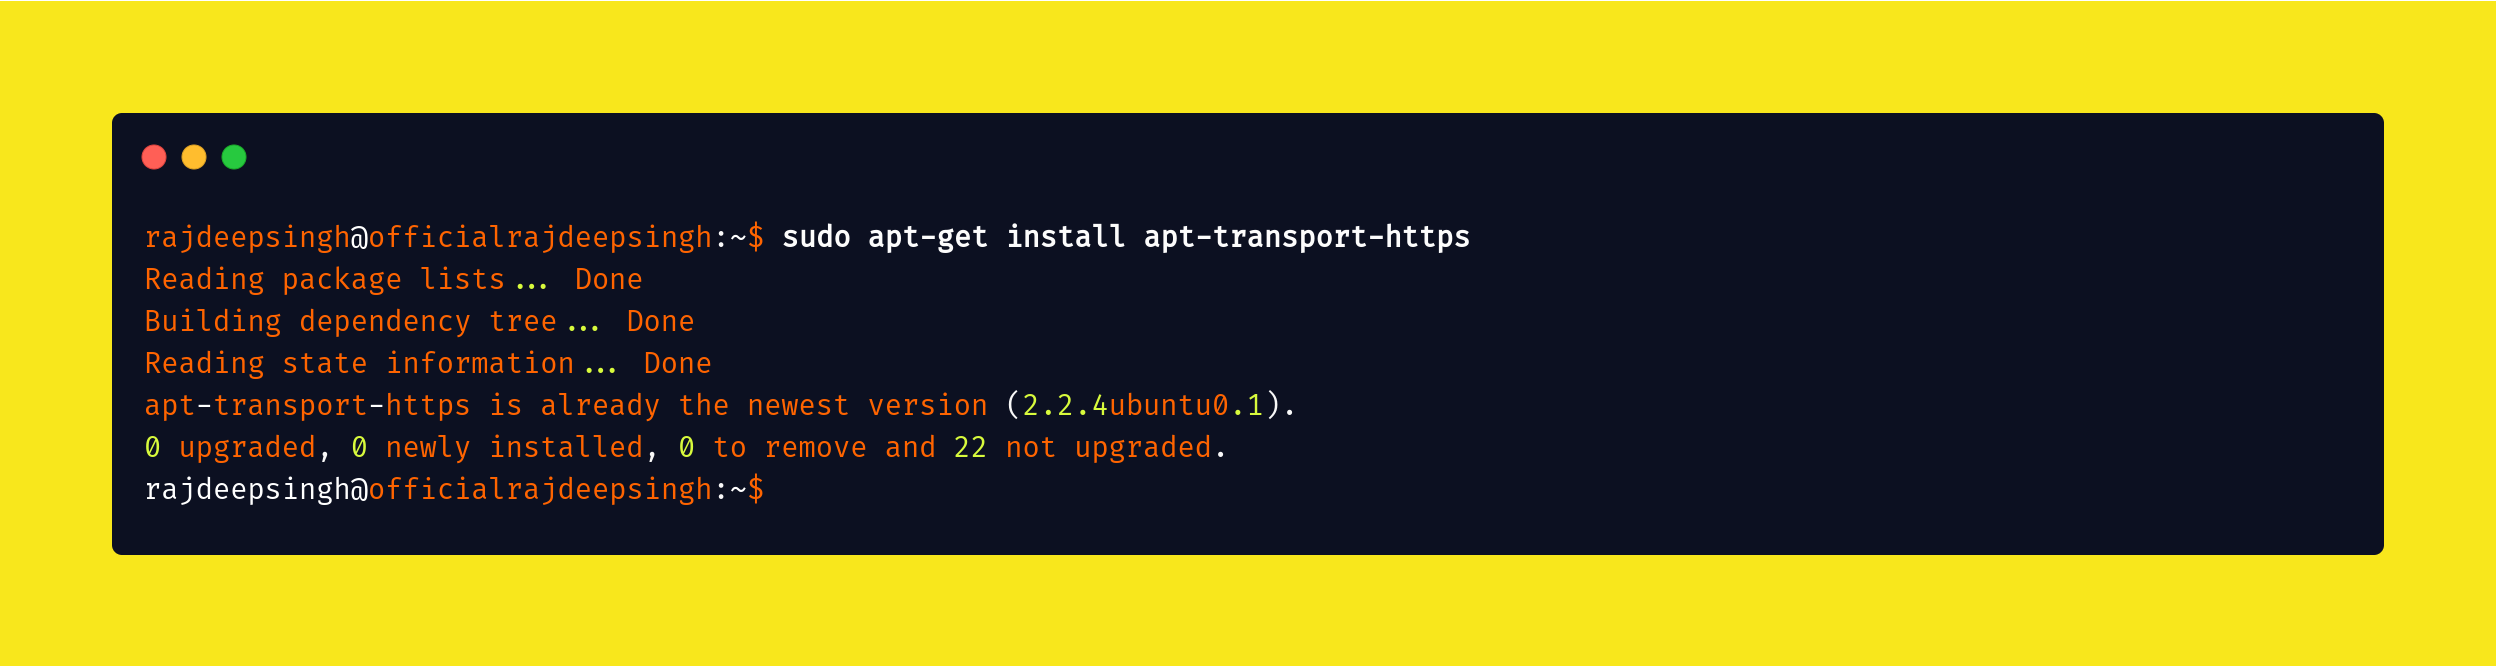 rajdeepsingh@officialrajdeepsingh:~$ sudo apt-get install apt-transport-https
Reading package lists... Done
Building dependency tree... Done
Reading state information... Done
apt-transport-https is already the newest version (2.2.4ubuntu0.1).
0 upgraded, 0 newly installed, 0 to remove and 22 not upgraded.
rajdeepsingh@officialrajdeepsingh:~$